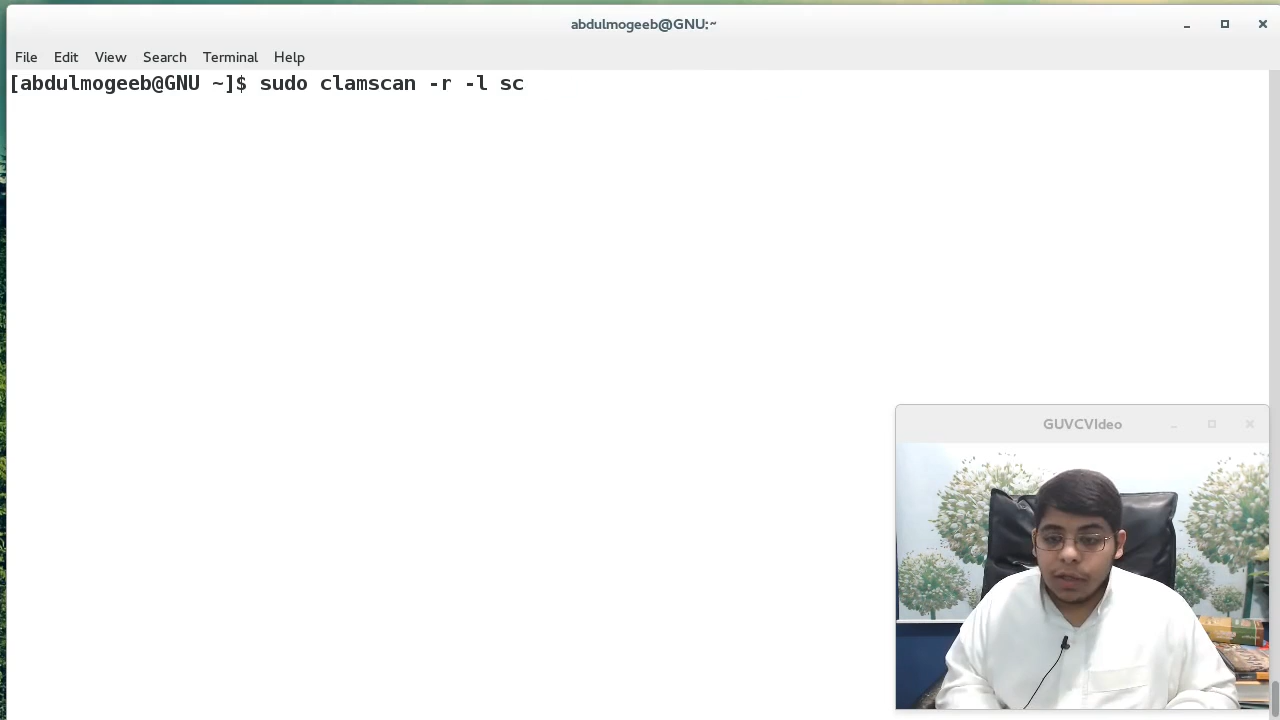 abdulmogeeb@GNU:~
File Edit View Search Terminal Help
[abdulmogeeb@GNU ~]$ sudo clamscan -r -l sc
GUVCVIdeo